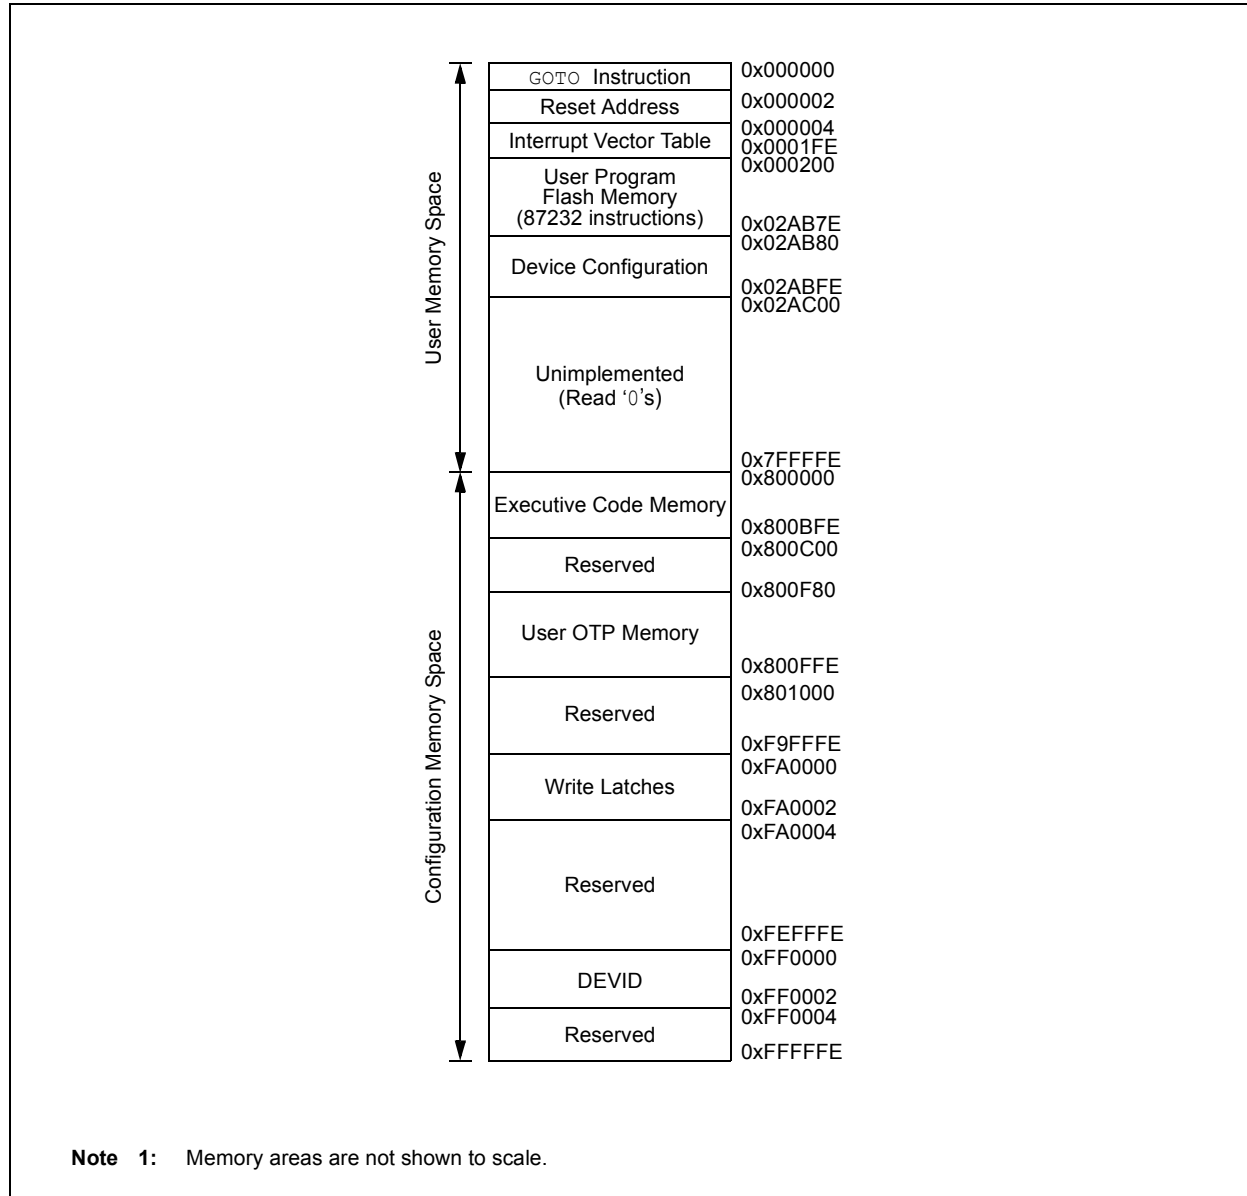 GOTO Instruction 0x000000
Reset Address 0x000002
0x000004
Interrupt Vector Table 0x0001FE
0x000200
User Program
Flash Memory
(87232 instructions) 0x02AB7E
0x02AB80
Device Configuration
0x02ABFE
0x02AC00
User Memory Space
Unimplemented
(Read ‘0’s)
0x7FFFFE
0x800000
Executive Code Memory
0x800BFE
0x800C00
Reserved
0x800F80
User OTP Memory
0x800FFE
0x801000
Reserved
Configuration Memory Space
0xF9FFFE
0xFA0000
Write Latches
0xFA0002
0xFA0004
Reserved
0xFEFFFE
0xFF0000
DEVID
0xFF0002
0xFF0004
Reserved
0xFFFFFE
Note 1: Memory areas are not shown to scale.